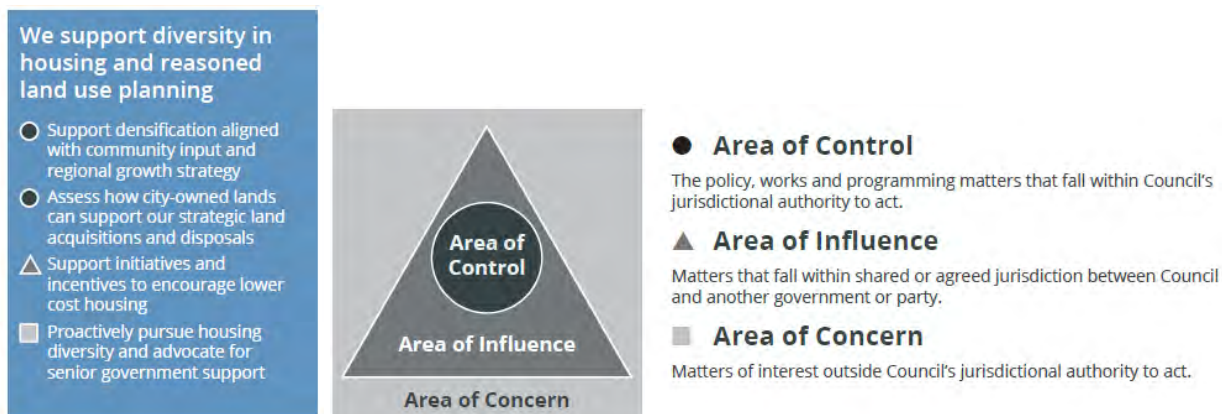 We support diversity in
housing and reasoned
land use planning
Support densification aligned
with community input and
regional growth strategy
Assess how city-owned lands
can support our strategic land
acquisitions and disposals
Support initiatives and
incentives to encourage lower
cost housing
Proactively pursue housing
diversity and advocate for
senior government support
Area of
Control
Area of Influence
Area of Concern
Area of Control
The policy, works and programming matters that fall within Council’s
jurisdictional authority to act.
Area of Influence
Matters that fall within shared or agreed jurisdiction between Council
and another government or party.
Area of Concern
Matters of interest outside Council’s jurisdictional authority to act.